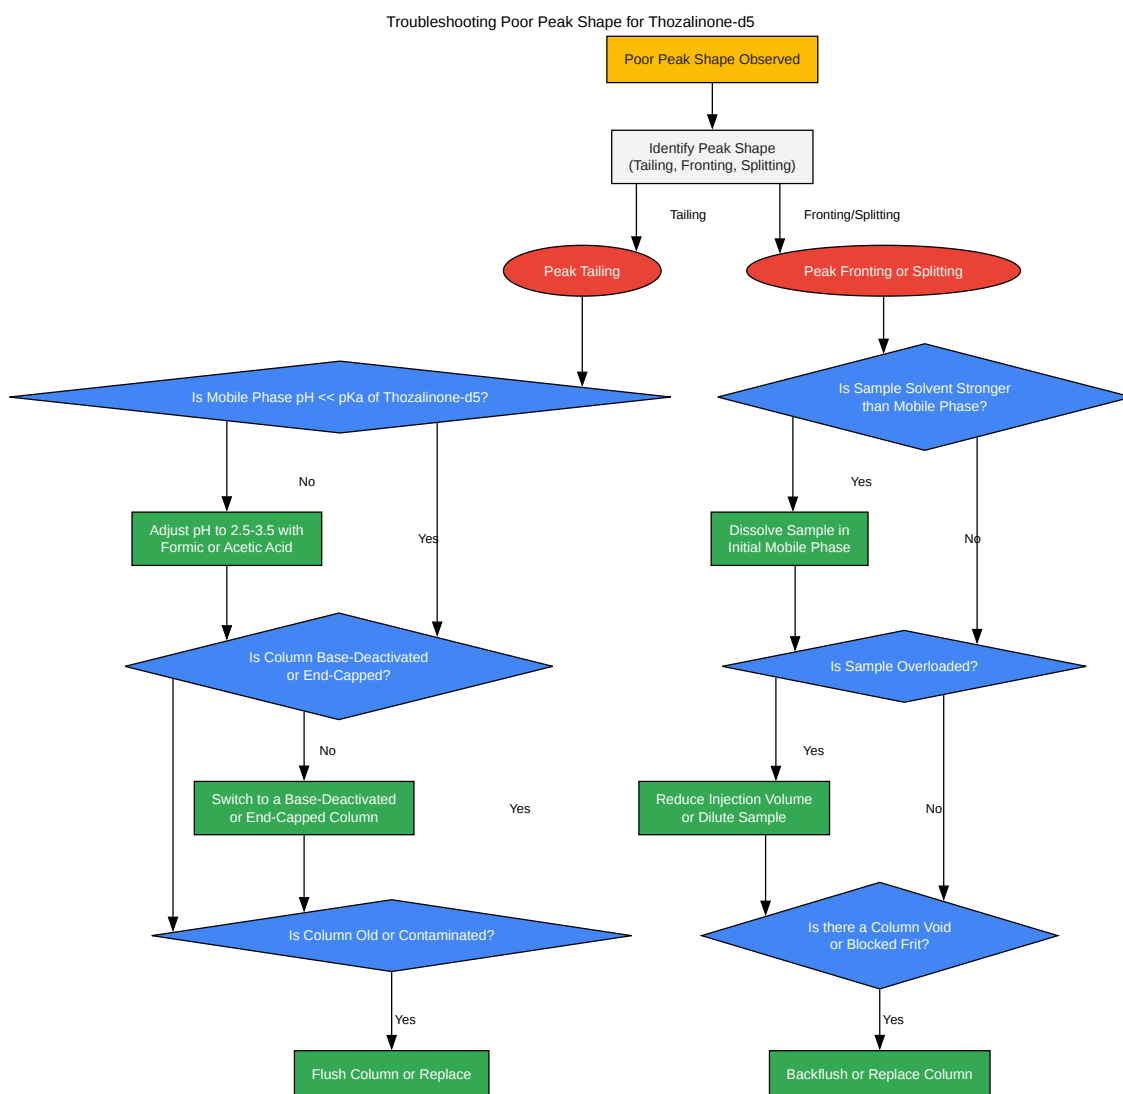 Troubleshooting Poor Peak Shape for Thozalinone-d5
Poor Peak Shape Observed
Identify Peak Shape
(Tailing, Fronting, Splitting)
Tailing
Fronting/Splitting
Peak Tailing
Peak Fronting or Splitting
Is Mobile Phase pH << pKa of Thozalinone-d5?
Is Sample Solvent Stronger
than Mobile Phase?
No
Yes
Adjust pH to 2.5-3.5 with
Formic or Acetic Acid
Yes
Dissolve Sample in
Initial Mobile Phase
No
Is Column Base-Deactivated
or End-Capped?
Is Sample Overloaded?
No
Yes
Switch to a Base-Deactivated
or End-Capped Column
Yes
Reduce Injection Volume
or Dilute Sample
No
Is Column Old or Contaminated?
Is there a Column Void
or Blocked Frit?
Yes
Yes
Flush Column or Replace
Backflush or Replace Column